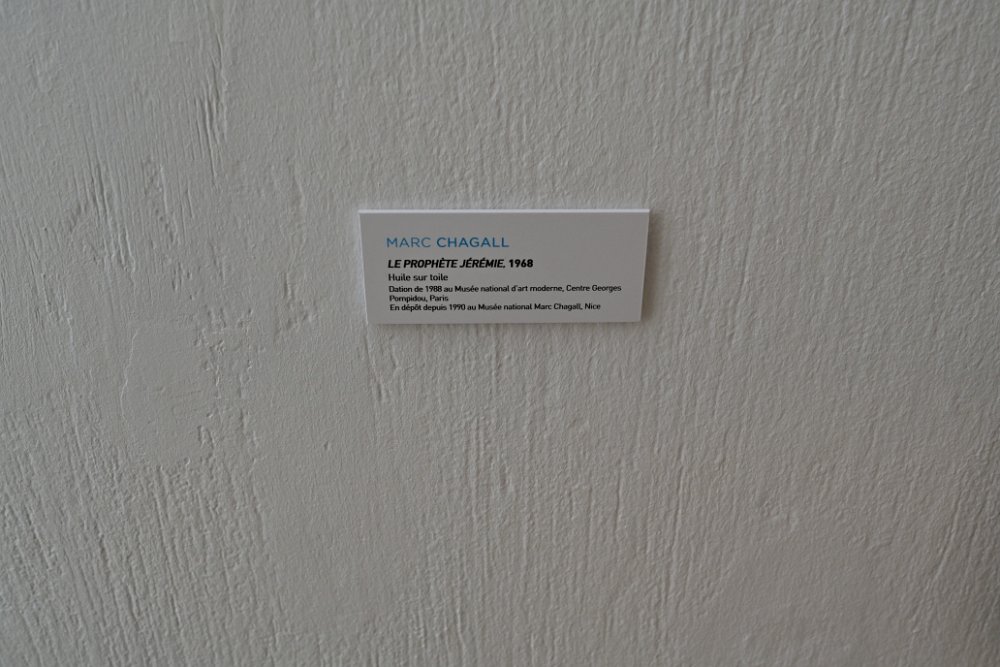 MARC CHAGALL
LE PROPHÈTE JÉRÉMIE, 1968
Huile sur toile
Dation de 1988 au Musée national d'art moderne, Centre Georges
Pompidou, Paris
En dépôt depuis 1990 au Musée national Marc Chagall, Nice